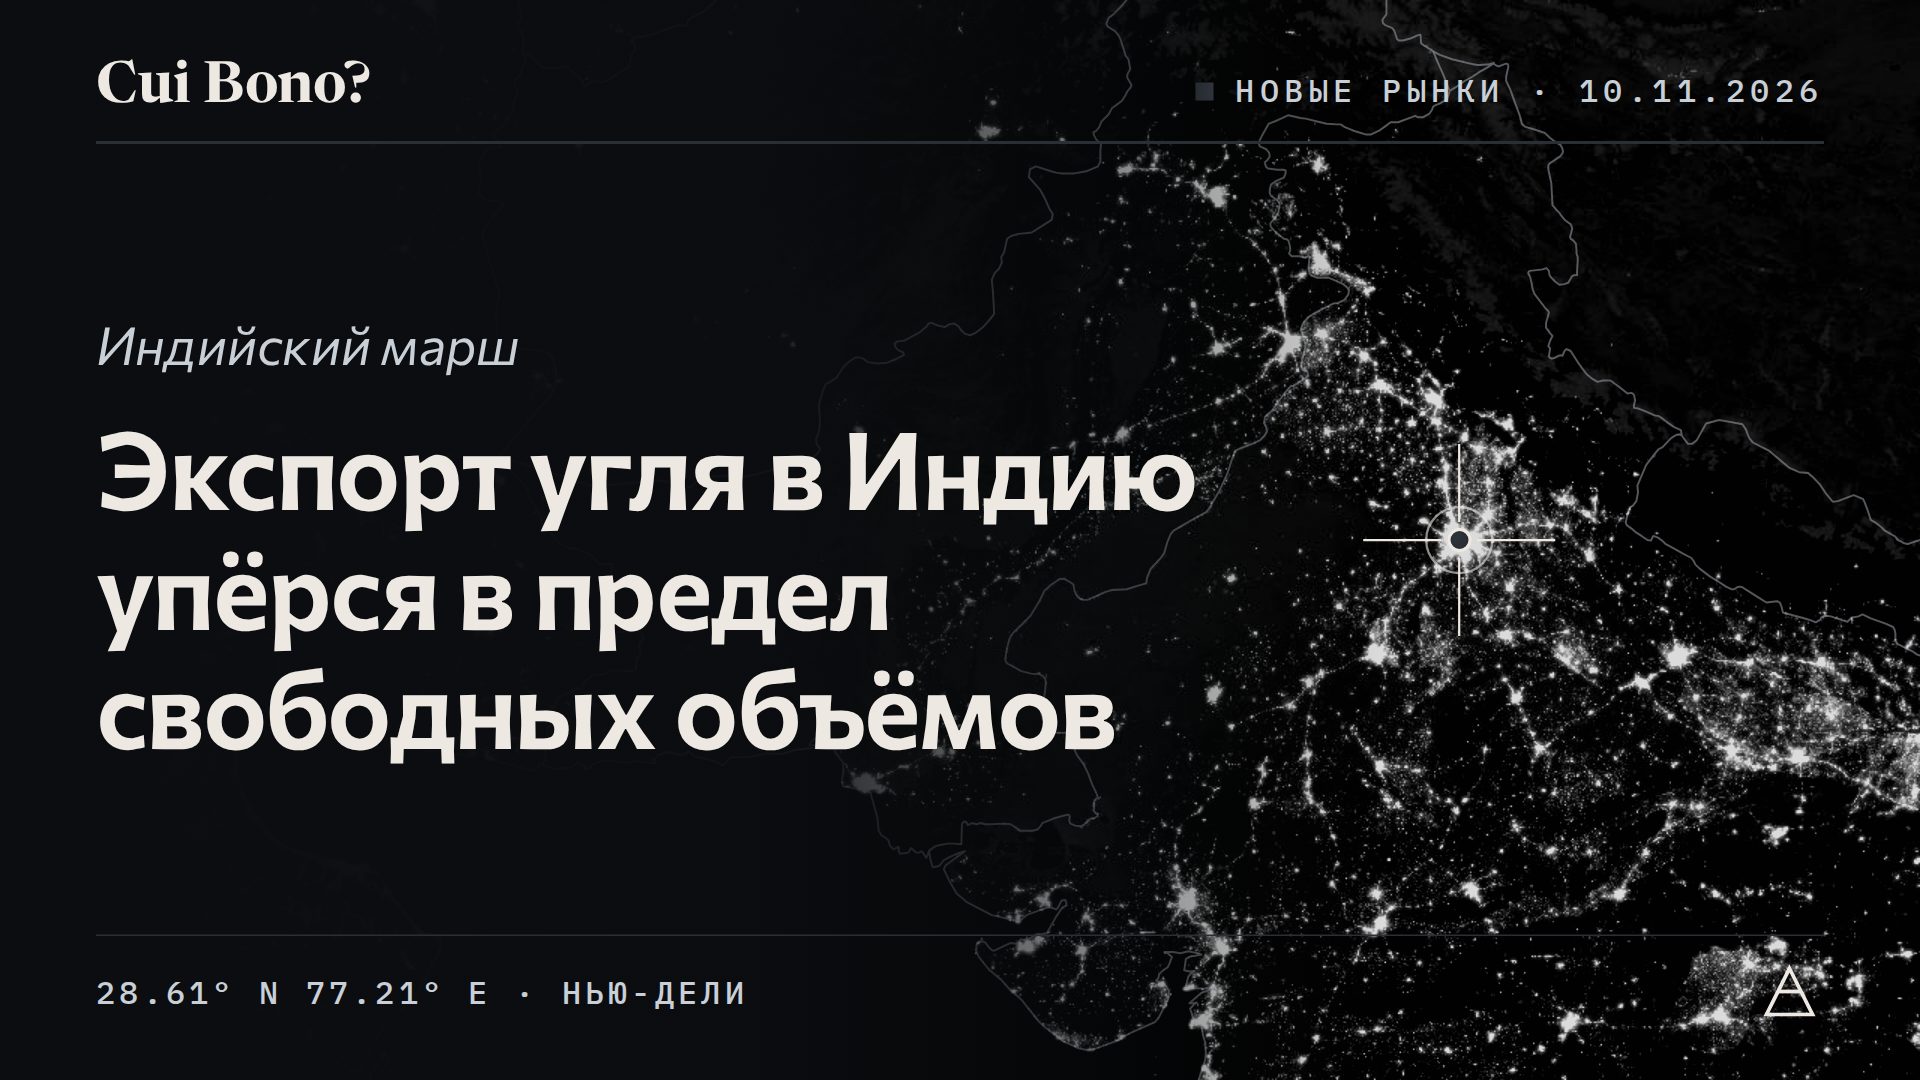 Cui Bono?
НОВЫЕ РЫНКИ · 10.11.2026
Индийский марш
Экспорт угля в Индию
упёрся в предел
свободных объёмов
28.61° N 77.21° E · НЬЮ-ДЕЛИ